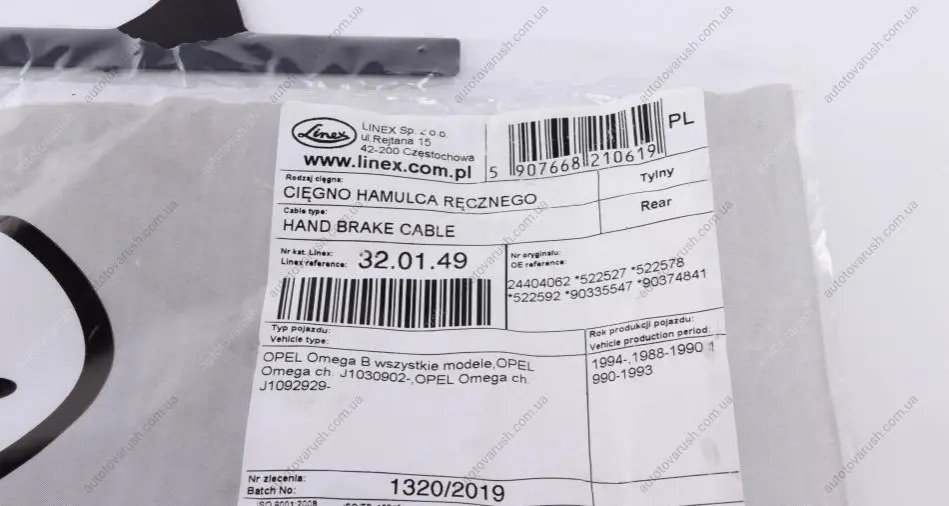 Linex
LINEX Sp. z o.o.
ul.Rejtana 15
42-200 Częstochowa
www.linex.com.pl
5 907668 210619
PL
Rodzaj cięgna:
CIĘGNO HAMULCA RĘCZNEGO
Tylny
Cable type:
HAND BRAKE CABLE
Rear
Nr kat. Linex:
Linex reference: 32.01.49
Nr oryginału:
OE reference:
24404062 *522527 *522578
*522592 *90335547 *90374841
Typ pojazdu:
Vehicle type:
Rok produkcji pojazdu:
Vehicle production period:
OPEL Omega B wszystkie modele,OPEL
Omega ch. J1030902-,OPEL Omega ch.
J1092929-
1994-,1988-1990 1
990-1993
Nr zlecenia:
Batch No: 1320/2019
ISO 9001:2008
autotovarush.com.ua